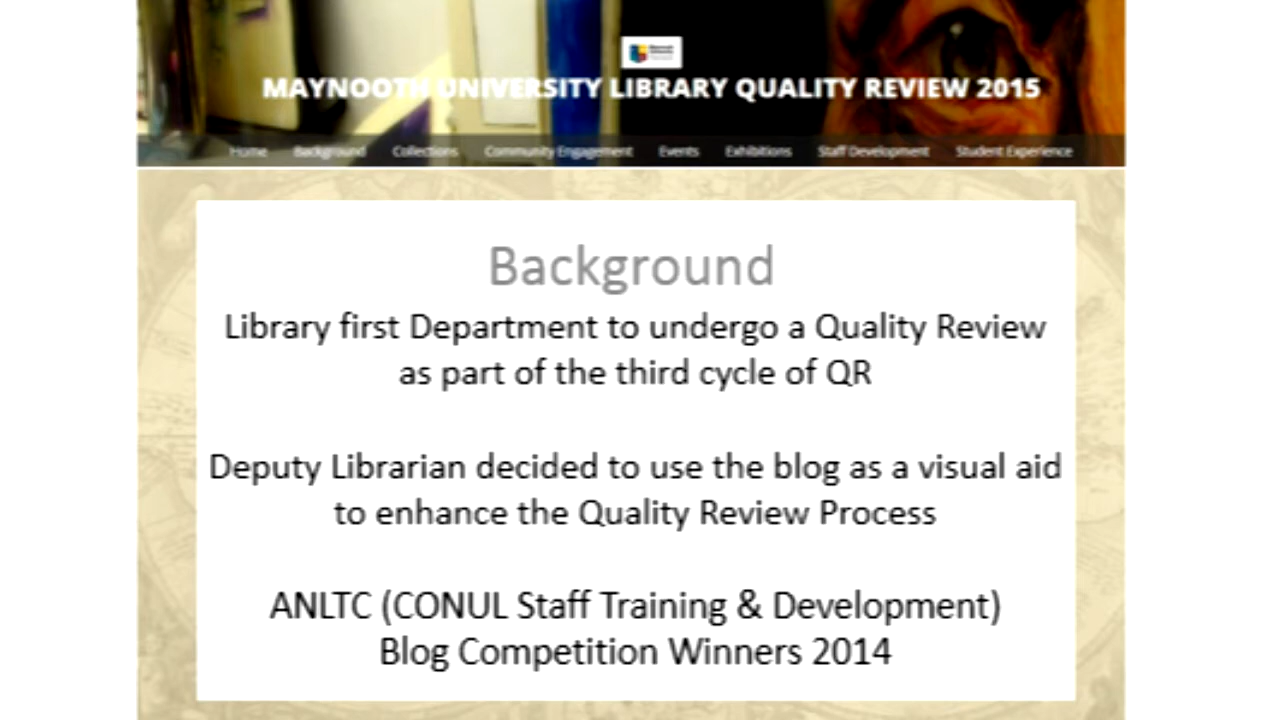 MAYNOOTH UNIVERSITY LIBRARY QUALITY REVIEW 2015
Home Background Collections Community Engagement Events Exhibitions Staff Development Student Experience
Background
Library first Department to undergo a Quality Review
as part of the third cycle of QR
Deputy Librarian decided to use the blog as a visual aid
to enhance the Quality Review Process
ANLTC (CONUL Staff Training & Development)
Blog Competition Winners 2014